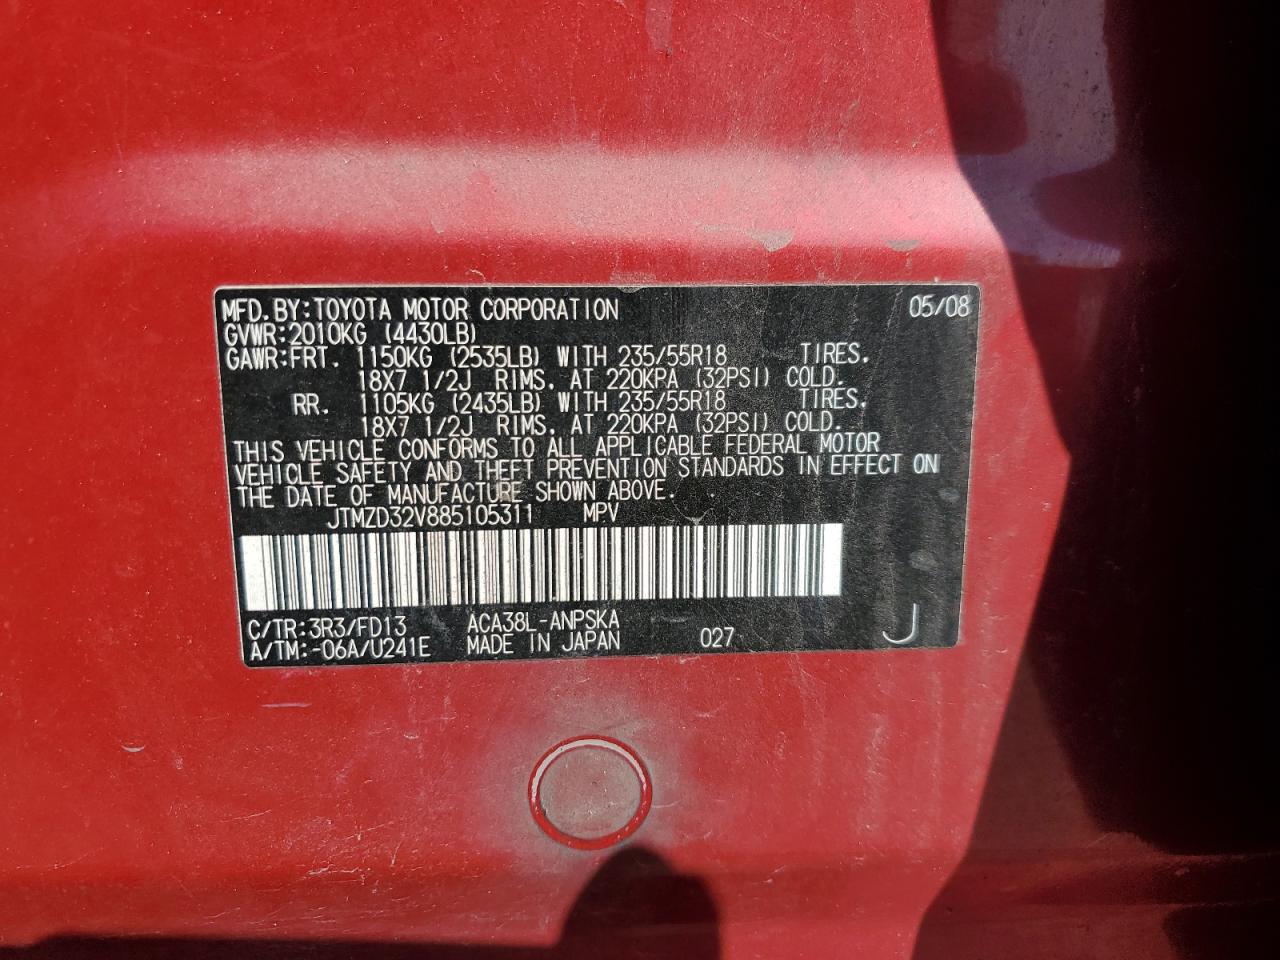 MFD.BY:TOYOTA MOTOR CORPORATION 05/08
GVWR:2010KG (4430LB)
GAWR:FRT. 1150KG (2535LB) WITH 235/55R18 TIRES.
18X7 1/2J RIMS. AT 220KPA (32PSI) COLD.
RR. 1105KG (2435LB) WITH 235/55R18 TIRES.
18X7 1/2J RIMS. AT 220KPA (32PSI) COLD.
THIS VEHICLE CONFORMS TO ALL APPLICABLE FEDERAL MOTOR
VEHICLE SAFETY AND THEFT PREVENTION STANDARDS IN EFFECT ON
THE DATE OF MANUFACTURE SHOWN ABOVE.
JTMZD32V885105311 MPV
C/TR:3R3/FD13 ACA38L-ANPSKA
A/TM:-06A/U241E MADE IN JAPAN 027 J